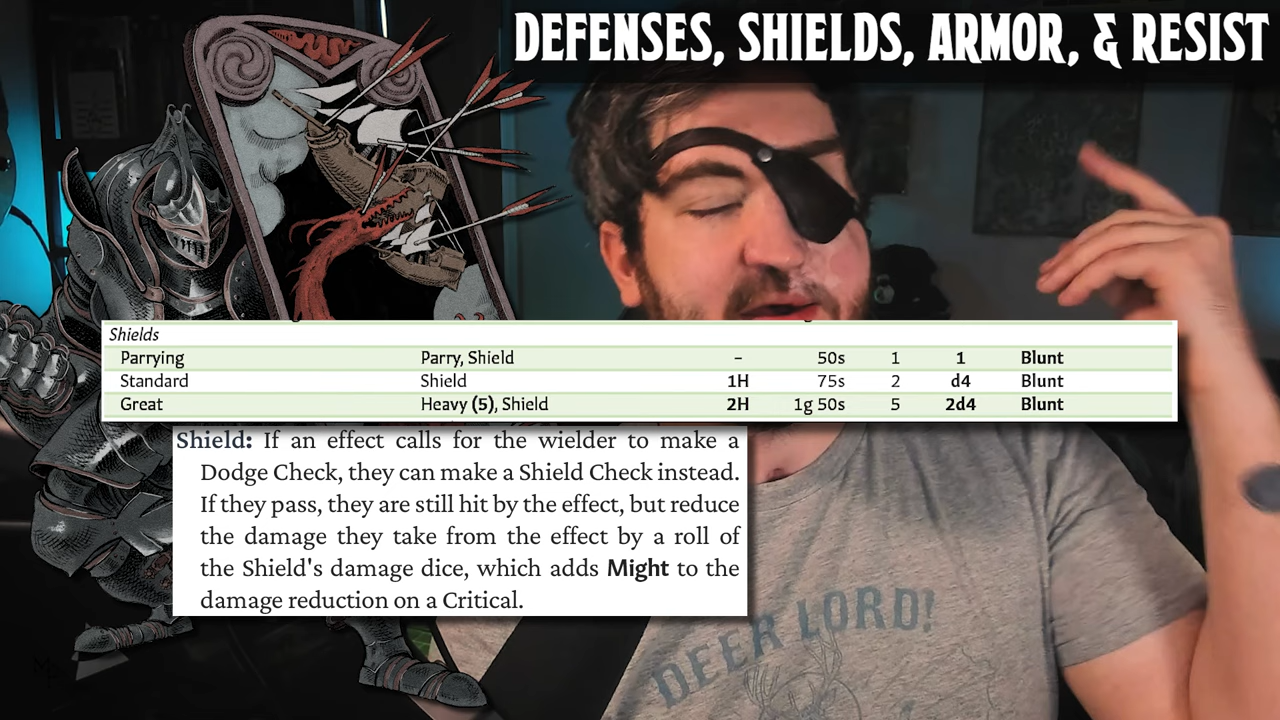 DEFENSES, SHIELDS, ARMOR, & RESIST
Shields
Parrying Parry, Shield – 50s 1 1 Blunt
Standard Shield 1H 75s 2 d4 Blunt
Great Heavy (5), Shield 2H 1g 50s 5 2d4 Blunt
Shield: If an effect calls for the wielder to make a
Dodge Check, they can make a Shield Check instead.
If they pass, they are still hit by the effect, but reduce
the damage they take from the effect by a roll of
the Shield's damage dice, which adds Might to the
damage reduction on a Critical.
DEER LORD!